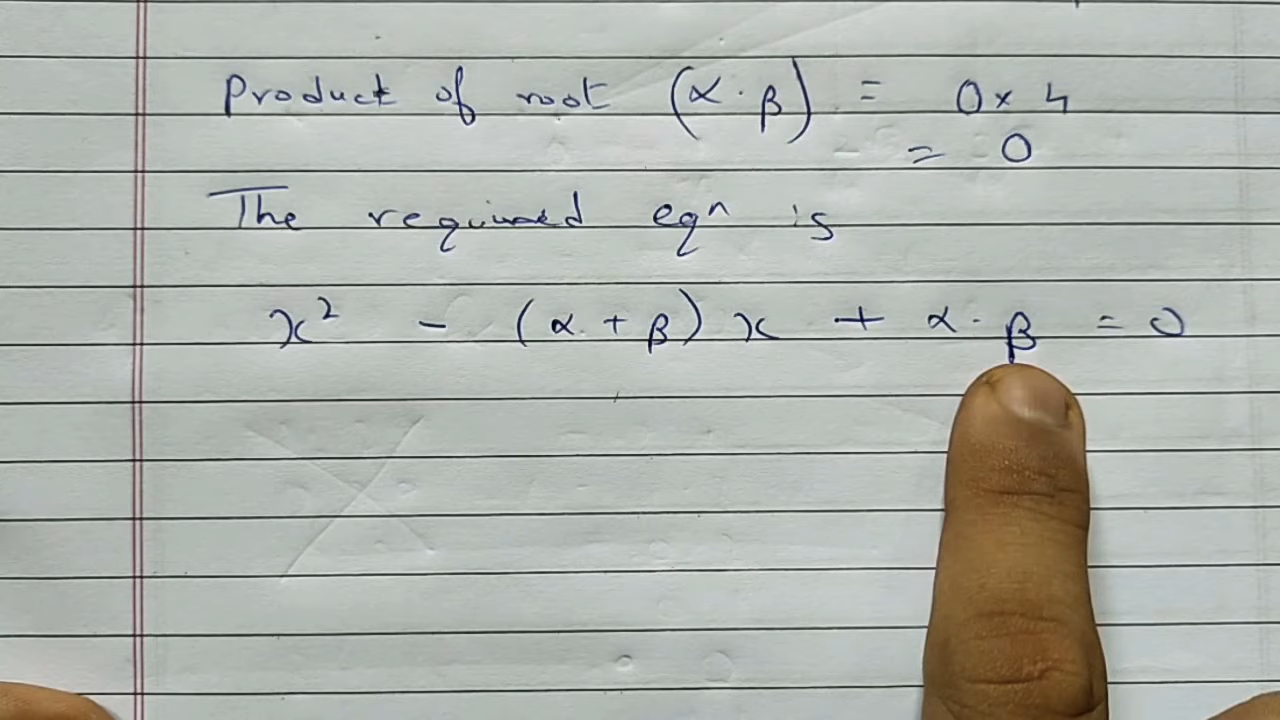 Product of root (α · β) = 0 × 4
= 0
The required eqⁿ is
x² - (α + β) x + α · β = 0